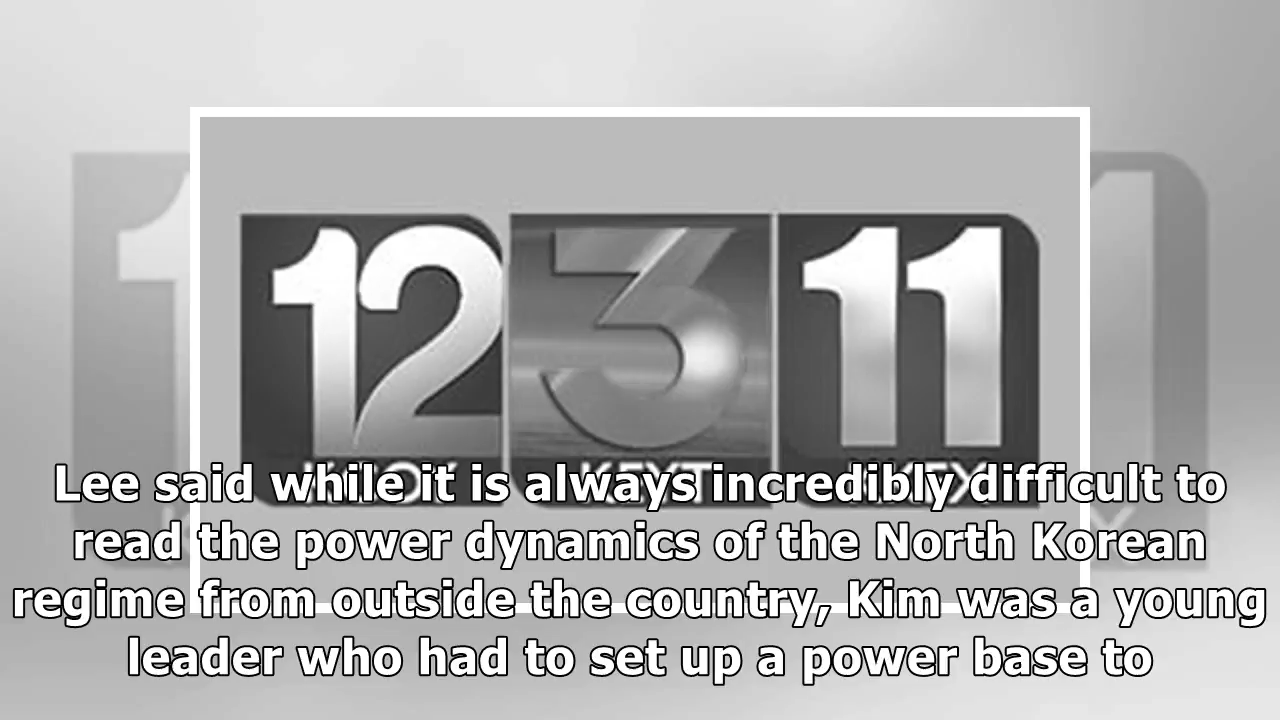 12 3 11
Lee said while it is always incredibly difficult to
read the power dynamics of the North Korean
regime from outside the country, Kim was a young
leader who had to set up a power base to